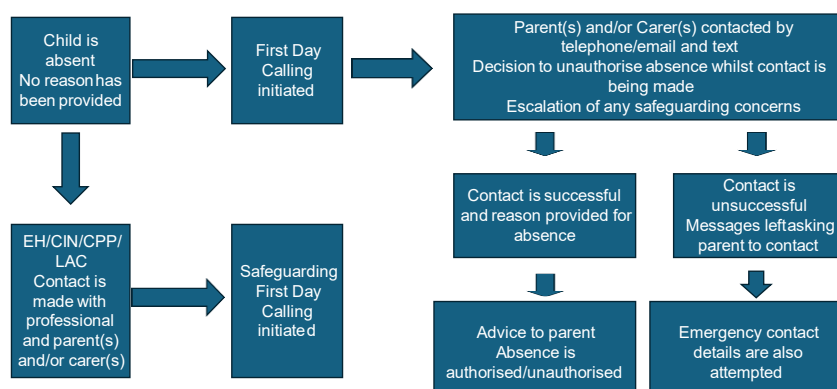 Child is
absent
No reason has
been provided
First Day
Calling
initiated
Parent(s) and/or Carer(s) contacted by
telephone/email and text
Decision to unauthorise absence whilst contact is
being made
Escalation of any safeguarding concerns
Contact is successful
and reason provided for
absence
Contact is
unsuccessful
Messages leftasking
parent to contact
EH/CIN/CPP/
LAC
Contact is
made with
professional
and parent(s)
and/or carer(s)
Safeguarding
First Day
Calling
initiated
Advice to parent
Absence is
authorised/unauthorised
Emergency contact
details are also
attempted